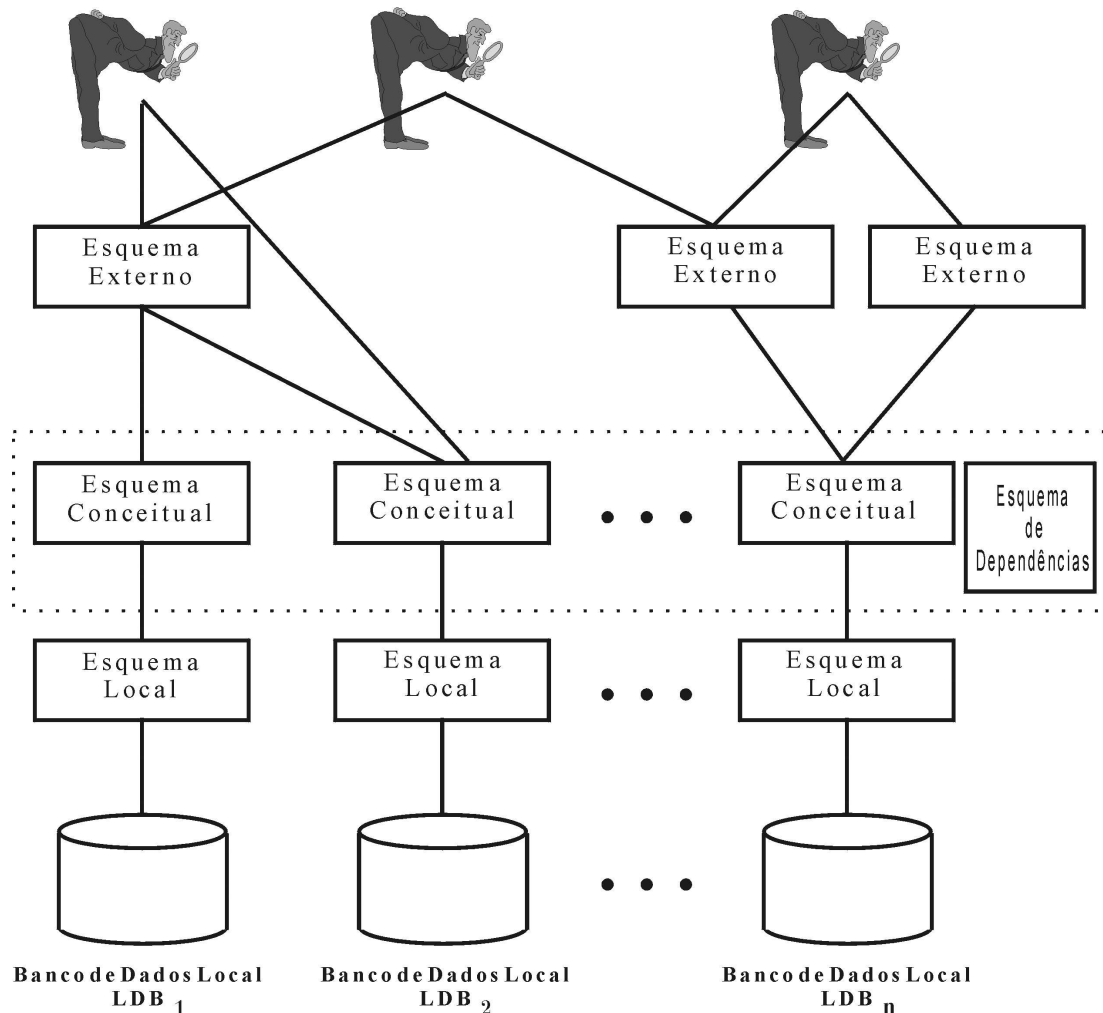 Esquema
Externo
Esquema
Externo
Esquema
Externo
Esquema
Conceitual
Esquema
Conceitual
Esquema
Conceitual
Esquema
de
Dependências
Esquema
Local
Esquema
Local
Esquema
Local
Banco de Dados Local
LDB 1
Banco de Dados Local
LDB 2
Banco de Dados Local
LDB n